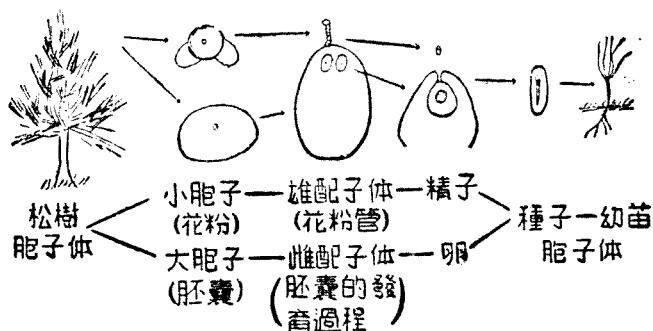 小胞子—雄配子体—精子
(花粉) (花粉管)
松樹
胞子体
種子—幼苗
胞子体
大胞子—雌配子体—卵
(胚囊) (胚囊的發
育過程)